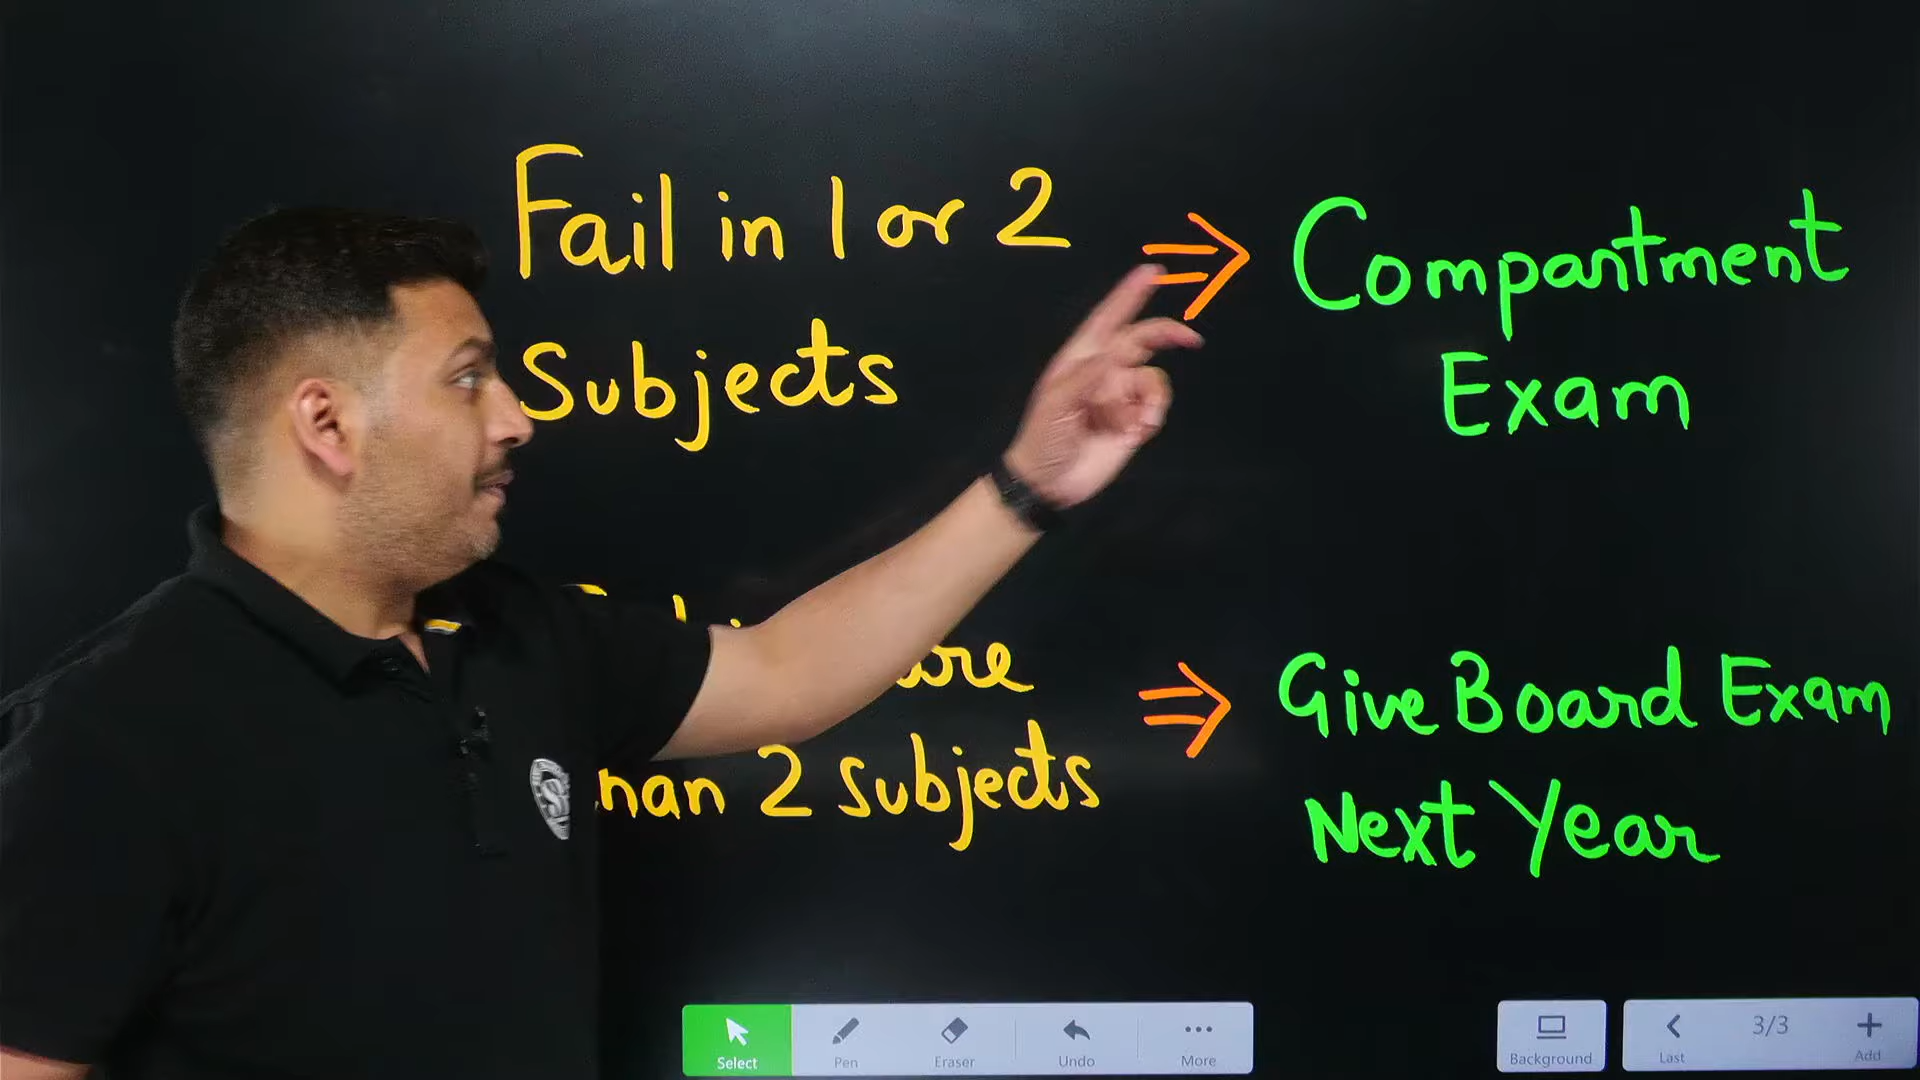 Fail in 1 or 2
Subjects
Compartment
Exam
2 subjects
Give Board Exam
Next Year
Select
Pen
Eraser
Undo
More
Background
Last
3/3
Add